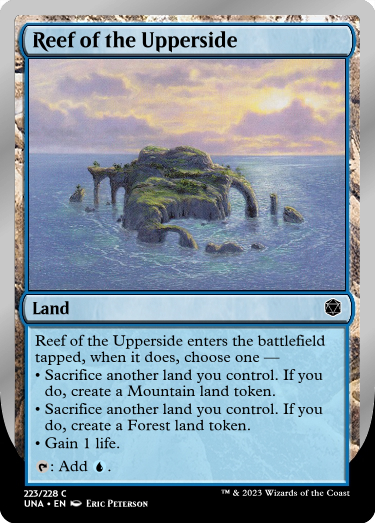 Reef of the Upperside
Land
Reef of the Upperside enters the battlefield
tapped, when it does, choose one —
• Sacrifice another land you control. If you
do, create a Mountain land token.
• Sacrifice another land you control. If you
do, create a Forest land token.
• Gain 1 life.
: Add .
223/228 C
UNA • EN Eric Peterson
™ & 2023 Wizards of the Coast